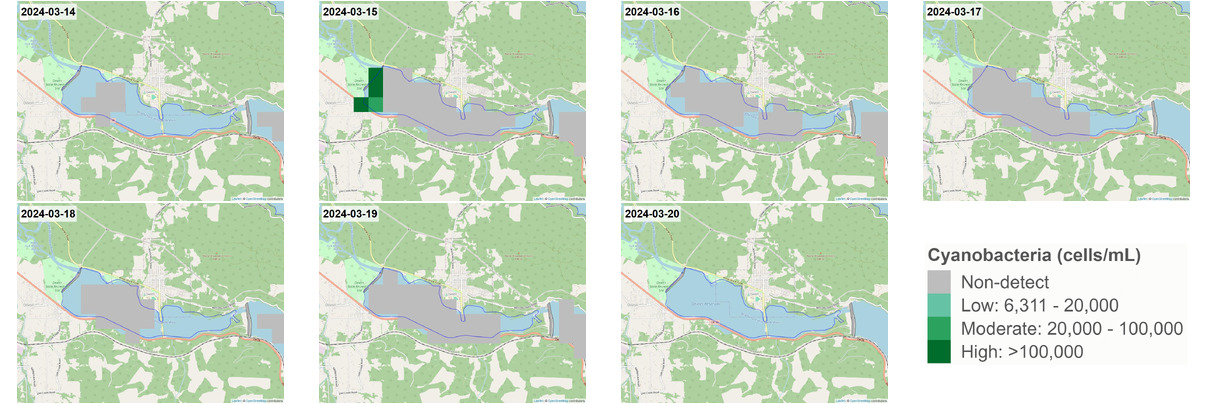 2024-03-14
2024-03-15
2024-03-16
2024-03-17
2024-03-18
2024-03-19
2024-03-20
Cyanobacteria (cells/mL)
Non-detect
Low: 6,311 - 20,000
Moderate: 20,000 - 100,000
High: >100,000